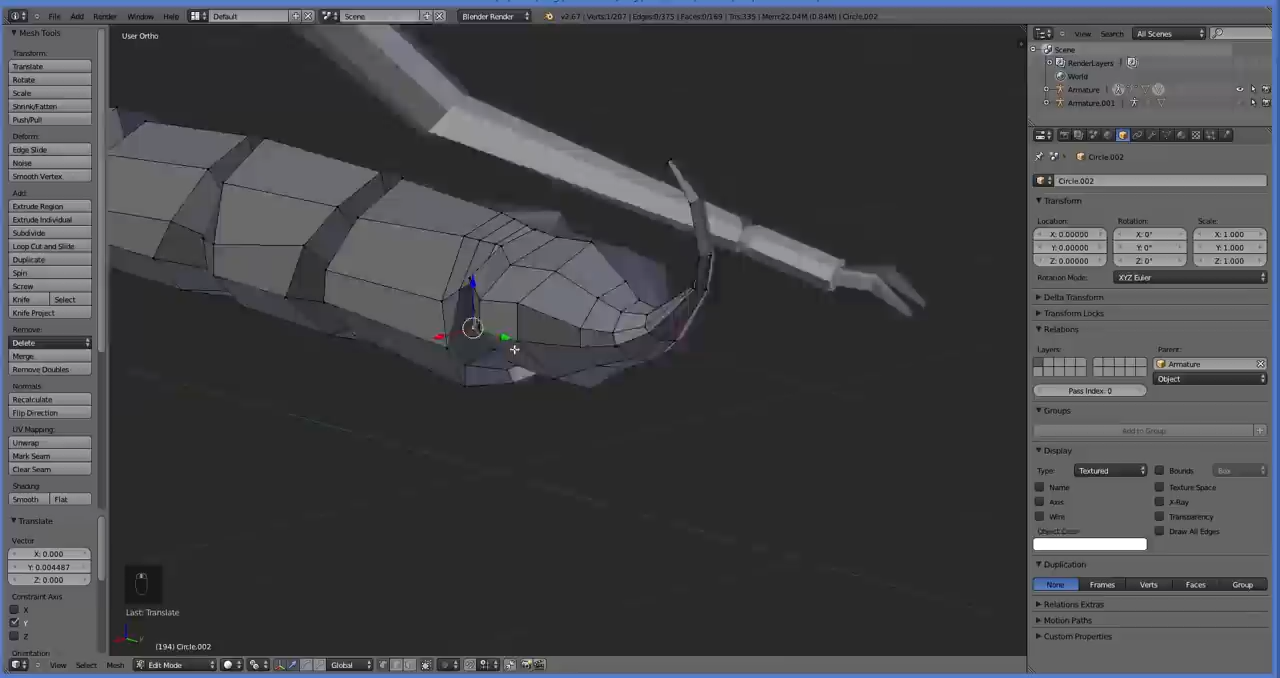 File Add Render Window Help Default Scene Blender Render v2.67 | Verts:1/207 | Edges:0/375 | Faces:0/169 | Tris:335 | Mem:22.04M (0.84M) | Circle.002
Mesh Tools
User Ortho
View Search All Scenes
Transform:
Translate
Rotate
Scale
Shrink/Fatten
Push/Pull
Deform:
Edge Slide
Noise
Smooth Vertex
Add:
Extrude Region
Extrude Individual
Subdivide
Loop Cut and Slide
Duplicate
Spin
Screw
Knife Select
Knife Project
Remove:
Delete
Merge
Remove Doubles
Normals:
Recalculate
Flip Direction
UV Mapping:
Unwrap
Mark Seam
Clear Seam
Shading:
Smooth Flat
Translate
Vector
X: 0.000
Y: 0.004487
Z: 0.000
Constraint Axis
X
Y
Z
Orientation
Last: Translate
(194) Circle.002
View Select Mesh Edit Mode Global
Scene
RenderLayers
World
Armature
Armature.001
Circle.002
Circle.002
Transform
Location: Rotation: Scale:
X: 0.00000 X: 0° X: 1.000
Y: 0.00000 Y: 0° Y: 1.000
Z: 0.00000 Z: 0° Z: 1.000
Rotation Mode: XYZ Euler
Delta Transform
Transform Locks
Relations
Layers: Parent:
Armature
Object
Pass Index: 0
Groups
Add to Group
Display
Type: Textured Bounds Box
Name Texture Space
Axis X-Ray
Wire Transparency
Object Color: Draw All Edges
Duplication
None Frames Verts Faces Group
Relations Extras
Motion Paths
Custom Properties